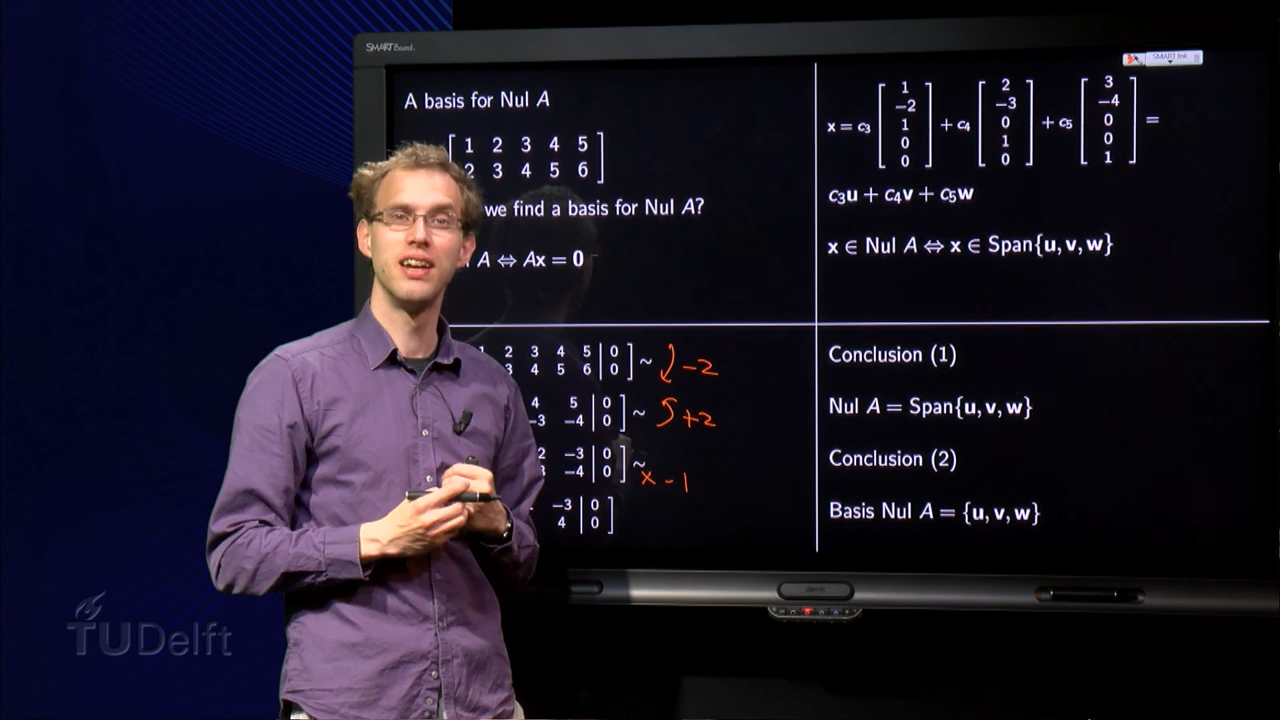 SMART Board
SMART Ink
A basis for Nul A
[ 1 2 3 4 5 ]
2 3 4 5 6 ]
we find a basis for Nul A?
A ⇔ Ax = 0
2 3 4 5 | 0
3 4 5 6 | 0 ] ~ -2
4 5 | 0
-3 -4 | 0 ] ~ +2
-3 | 0
-4 | 0 ] ~
x -1
-3 | 0
4 | 0 ]
x = c3 [ 1 -2 1 0 0 ] + c4 [ 2 -3 0 1 0 ] + c5 [ 3 -4 0 0 1 ] =
c3u + c4v + c5w
x ∈ Nul A ⇔ x ∈ Span{u, v, w}
Conclusion (1)
Nul A = Span{u, v, w}
Conclusion (2)
Basis Nul A = {u, v, w}
TUDelft